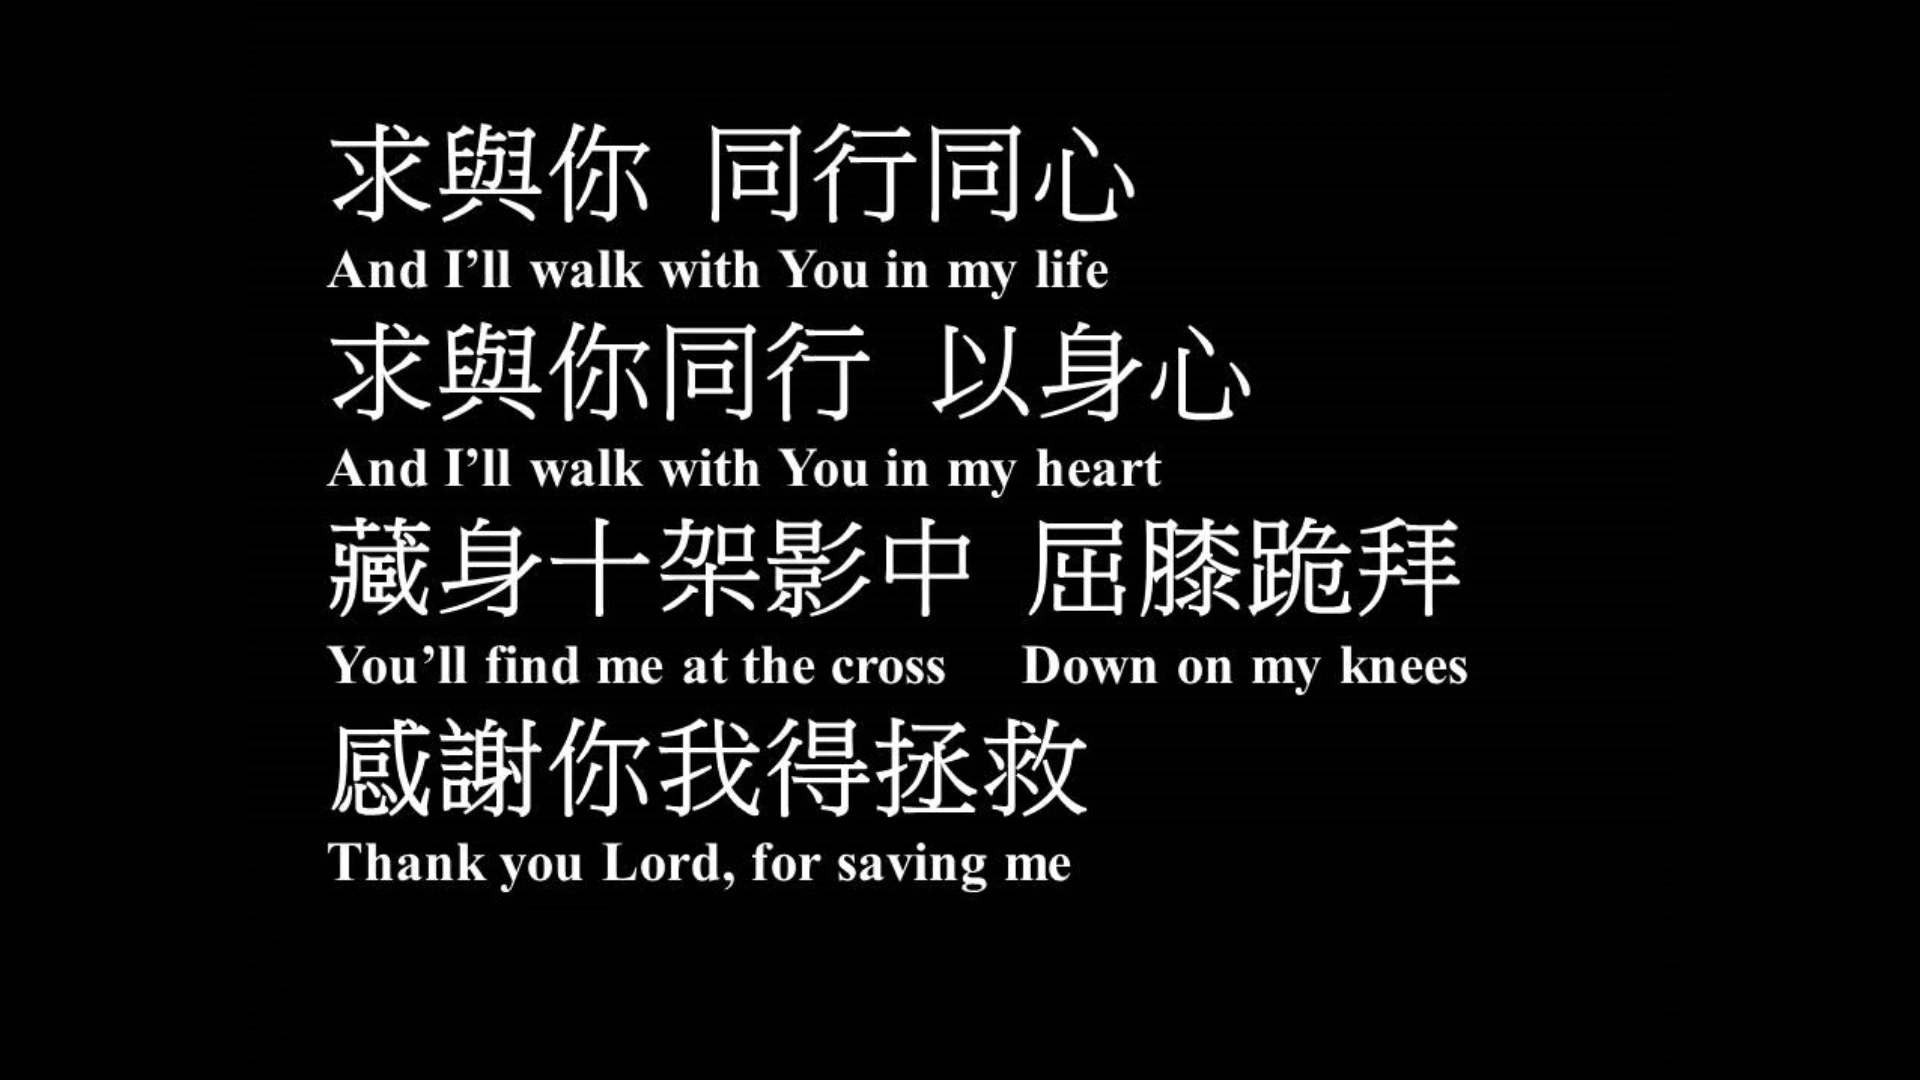 求與你 同行同心
And I’ll walk with You in my life
求與你同行 以身心
And I’ll walk with You in my heart
藏身十架影中 屈膝跪拜
You’ll find me at the cross Down on my knees
感謝你我得拯救
Thank you Lord, for saving me